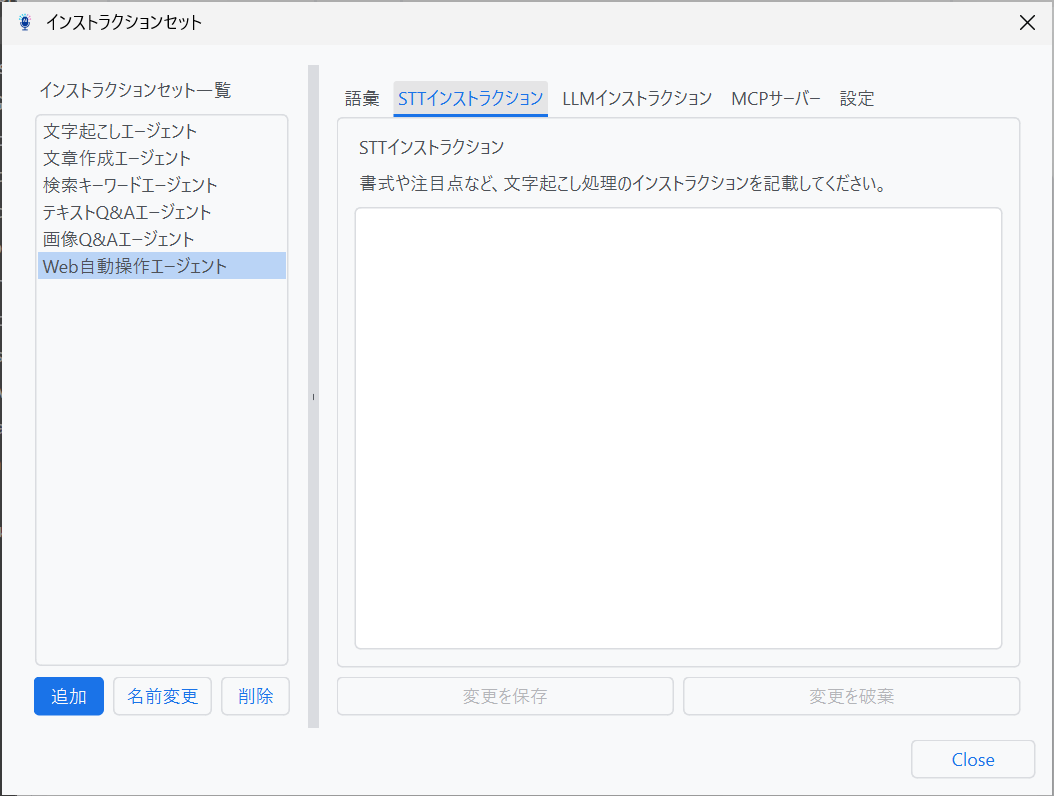 インストラクションセット
インストラクションセット一覧
文字起こしエージェント
文章作成エージェント
検索キーワードエージェント
テキストQ&Aエージェント
画像Q&Aエージェント
Web自動操作エージェント
追加 名前変更 削除
語彙 STTインストラクション LLMインストラクション MCPサーバー 設定
STTインストラクション
書式や注目点など、文字起こし処理のインストラクションを記載してください。
変更を保存 変更を破棄
Close